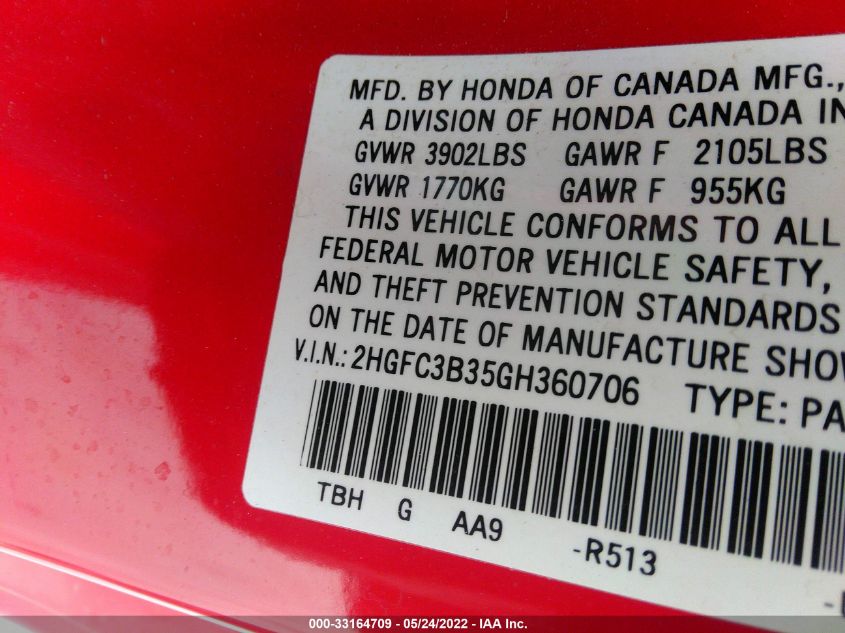 MFD. BY HONDA OF CANADA MFG.,
A DIVISION OF HONDA CANADA IN
GVWR 3902LBS GAWR F 2105LBS
GVWR 1770KG GAWR F 955KG
THIS VEHICLE CONFORMS TO ALL
FEDERAL MOTOR VEHICLE SAFETY,
AND THEFT PREVENTION STANDARDS
ON THE DATE OF MANUFACTURE SHO
V.I.N.: 2HGFC3B35GH360706 TYPE: PA
TBH G AA9 -R513
000-33164709 - 05/24/2022 - IAA Inc.